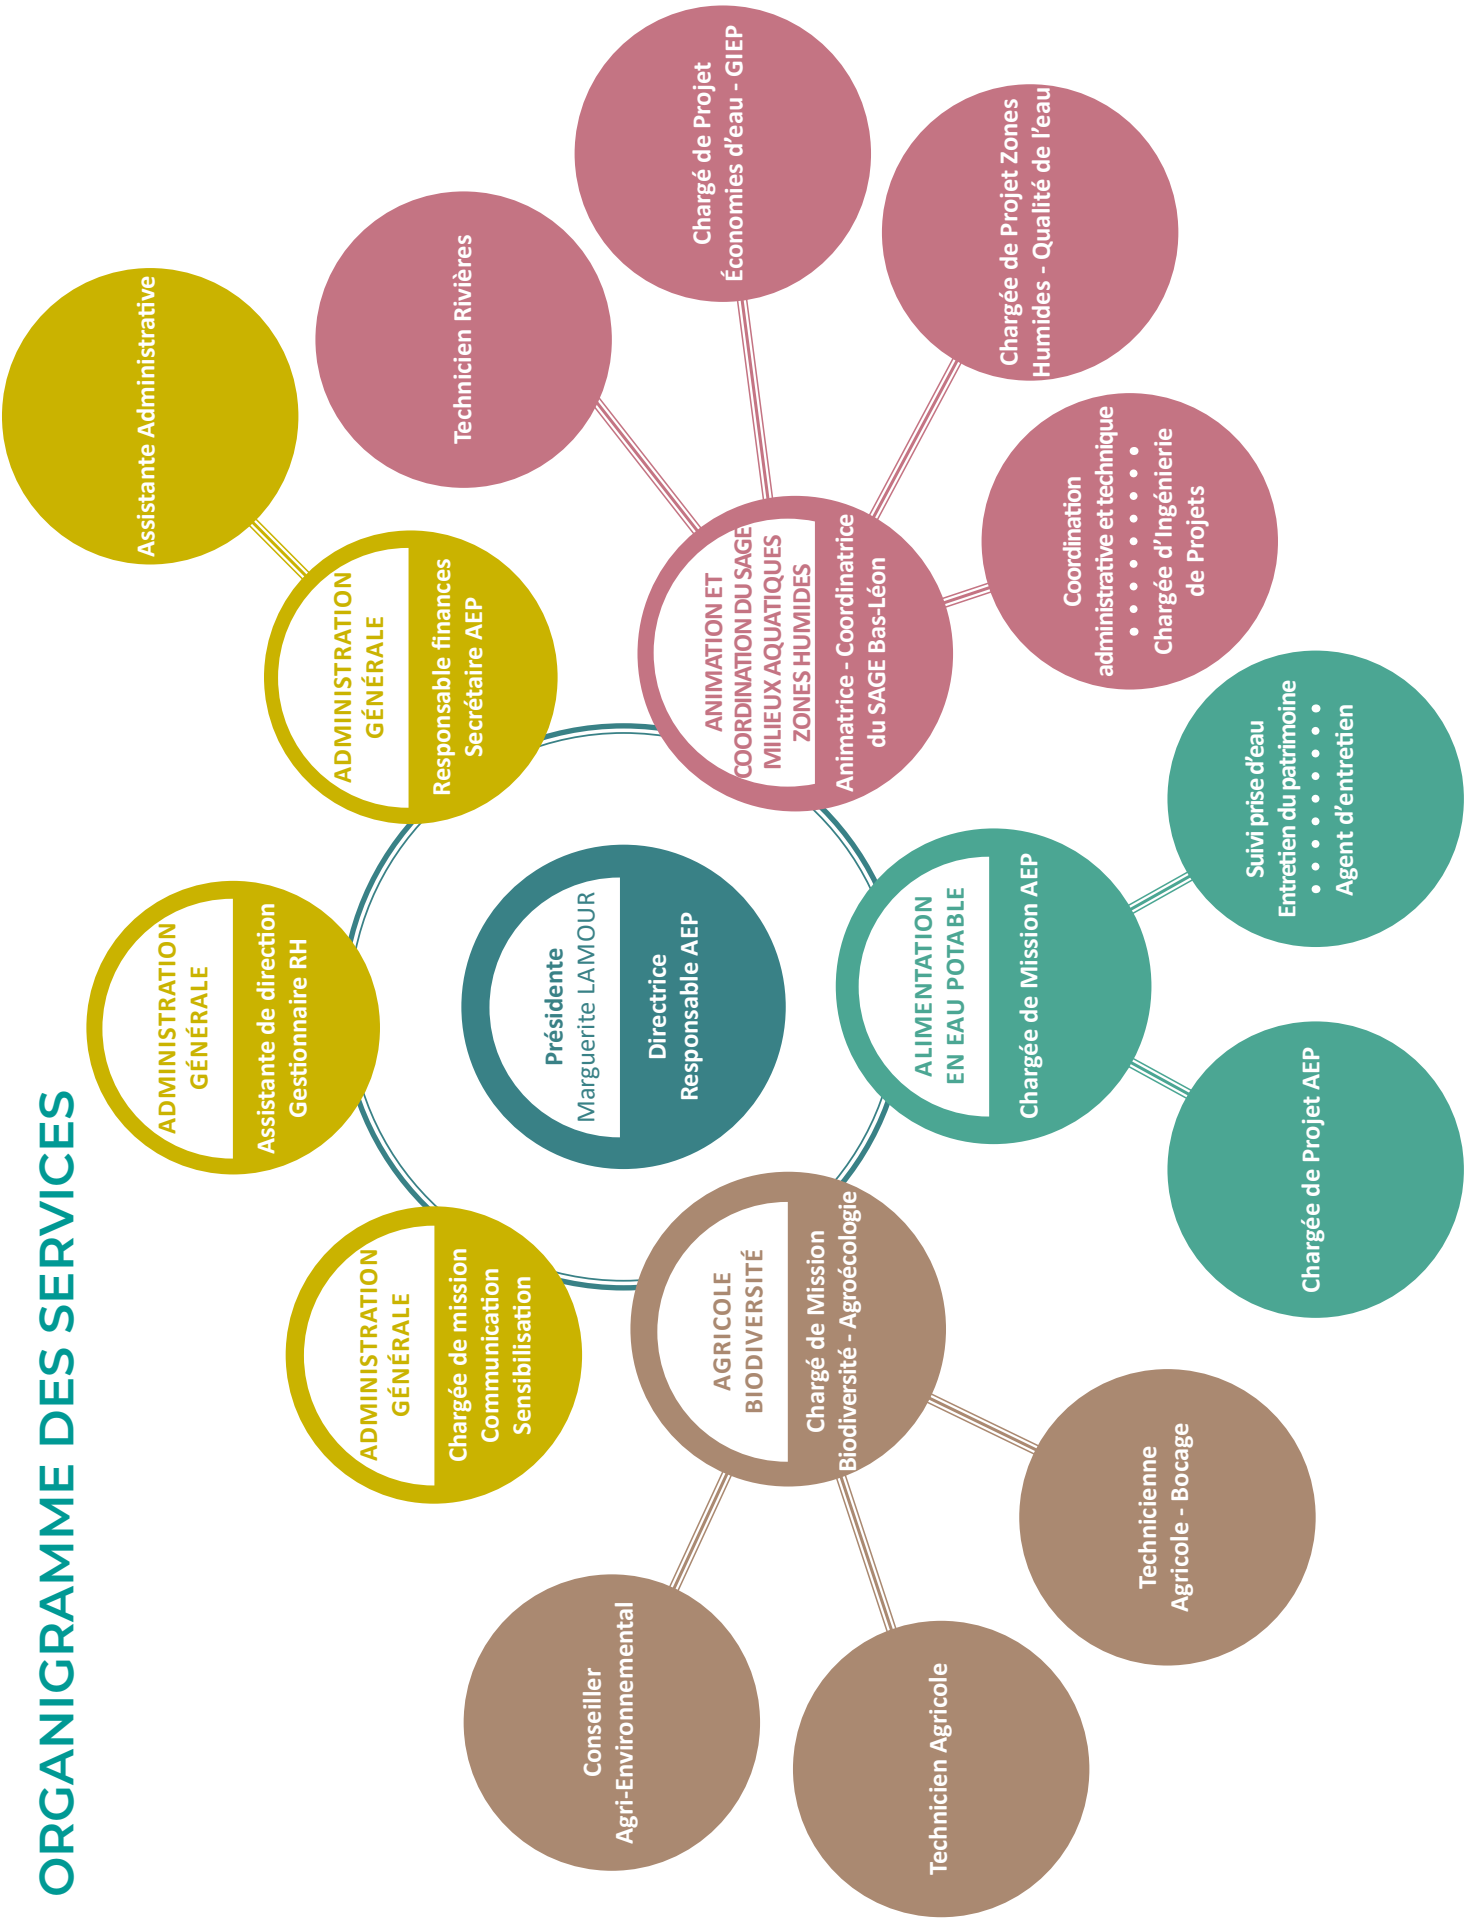 ORGANIGRAMME DES SERVICES
ADMINISTRATION
GÉNÉRALE
Assistante de direction
Gestionnaire RH
ADMINISTRATION
GÉNÉRALE
Chargée de mission
Communication
Sensibilisation
ADMINISTRATION
GÉNÉRALE
Responsable finances
Secrétaire AEP
Assistante Administrative
Présidente
Marguerite LAMOUR
Directrice
Responsable AEP
AGRICOLE
BIODIVERSITÉ
Chargé de Mission
Biodiversité - Agroécologie
Conseiller
Agri-Environnemental
Technicien Agricole
Technicienne
Agricole - Bocage
ALIMENTATION
EN EAU POTABLE
Chargée de Mission AEP
Chargée de Projet AEP
Suivi prise d'eau
Entretien du patrimoine
• • • • • • • • • •
Agent d'entretien
ANIMATION ET
COORDINATION DU SAGE
MILIEUX AQUATIQUES
ZONES HUMIDES
Animatrice - Coordinatrice
du SAGE Bas-Léon
Technicien Rivières
Chargé de Projet
Économies d'eau - GIEP
Chargée de Projet Zones
Humides - Qualité de l'eau
Coordination
administrative et technique
• • • • • • • • • •
Chargée d'Ingénierie
de Projets